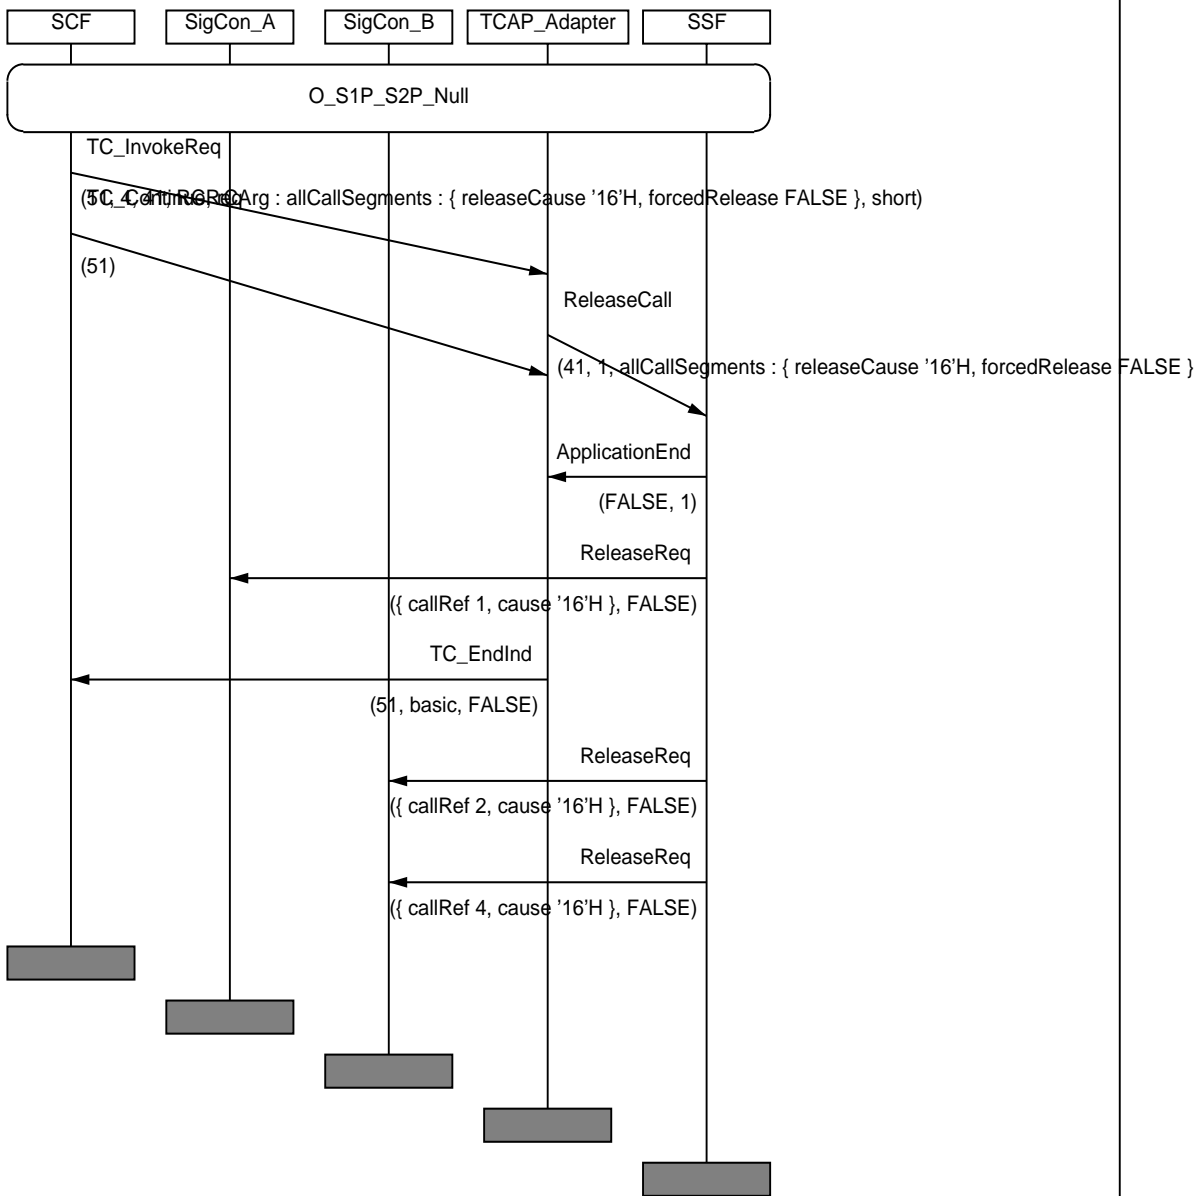 SCF SigCon_A SigCon_B TCAP_Adapter SSF
O_S1P_S2P_Null
TC_InvokeReq
TC_ContinueReq
: allCallSegments : { releaseCause '16'H, forcedRelease FALSE }, short)
(51)
ReleaseCall
(41, 1, allCallSegments : { releaseCause '16'H, forcedRelease FALSE }
ApplicationEnd
(FALSE, 1)
ReleaseReq
({ callRef 1, cause '16'H }, FALSE)
TC_EndInd
(51, basic, FALSE)
ReleaseReq
({ callRef 2, cause '16'H }, FALSE)
ReleaseReq
({ callRef 4, cause '16'H }, FALSE)